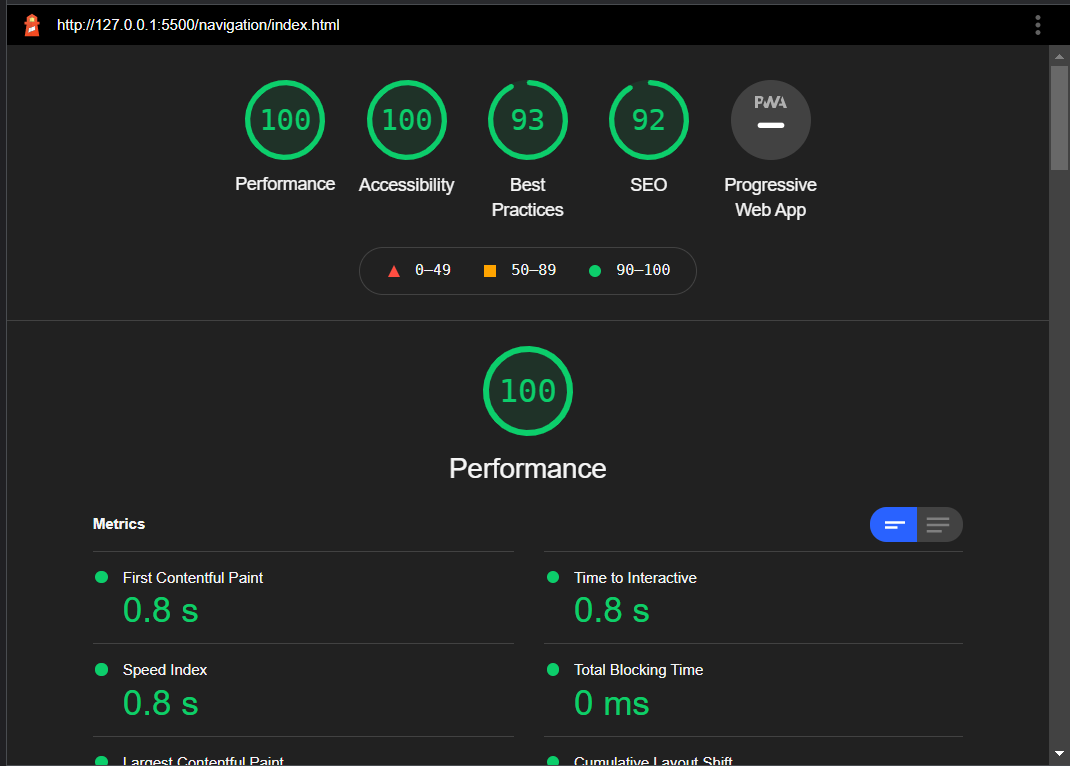 http://127.0.0.1:5500/navigation/index.html
100
100
93
92
PWA
Performance
Accessibility
Best
Practices
SEO
Progressive
Web App
0–49
50–89
90–100
100
Performance
Metrics
First Contentful Paint
0.8 s
Time to Interactive
0.8 s
Speed Index
0.8 s
Total Blocking Time
0 ms
Largest Contentful Paint
Cumulative Layout Shift